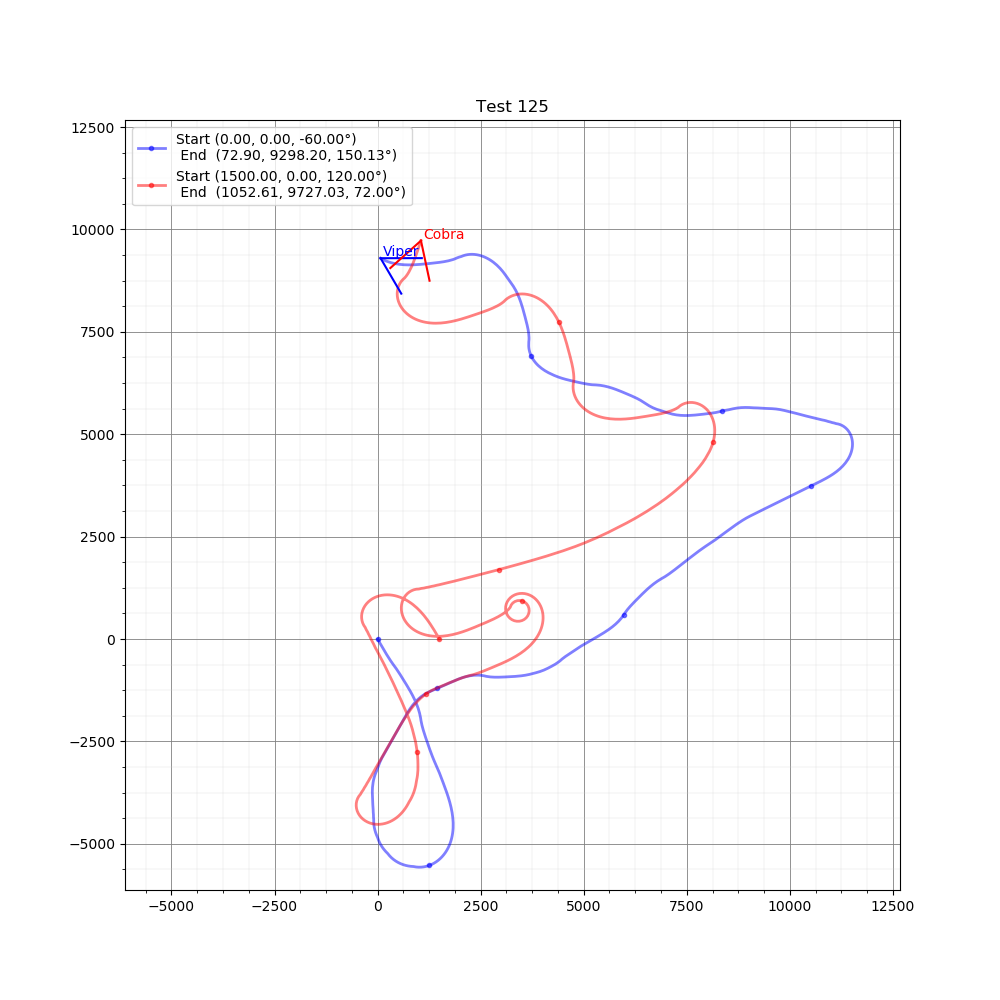 Test 125
12500
Start (0.00, 0.00, -60.00°)
End (72.90, 9298.20, 150.13°)
Start (1500.00, 0.00, 120.00°)
End (1052.61, 9727.03, 72.00°)
10000
Cobra
Viper
7500
5000
2500
0
−2500
−5000
−5000
−2500
0
2500
5000
7500
10000
12500